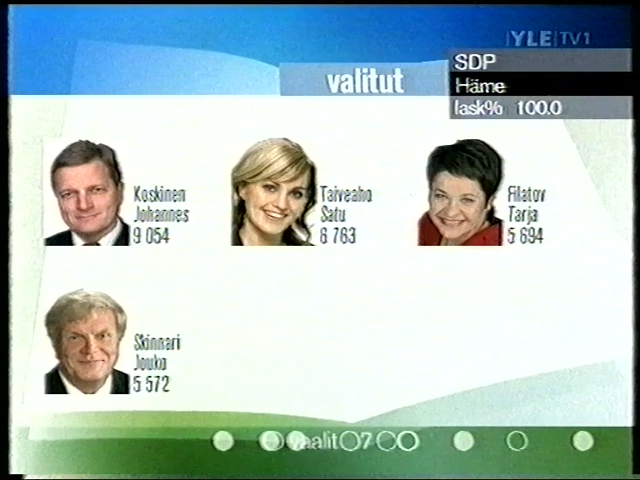 YLE TV1
SDP
valitut
Häme
lask% 100.0
Koskinen
Johannes
9 054
Taiveaho
Satu
6 763
Filatov
Tarja
5 694
Skinnari
Jouko
5 572
vaalit07